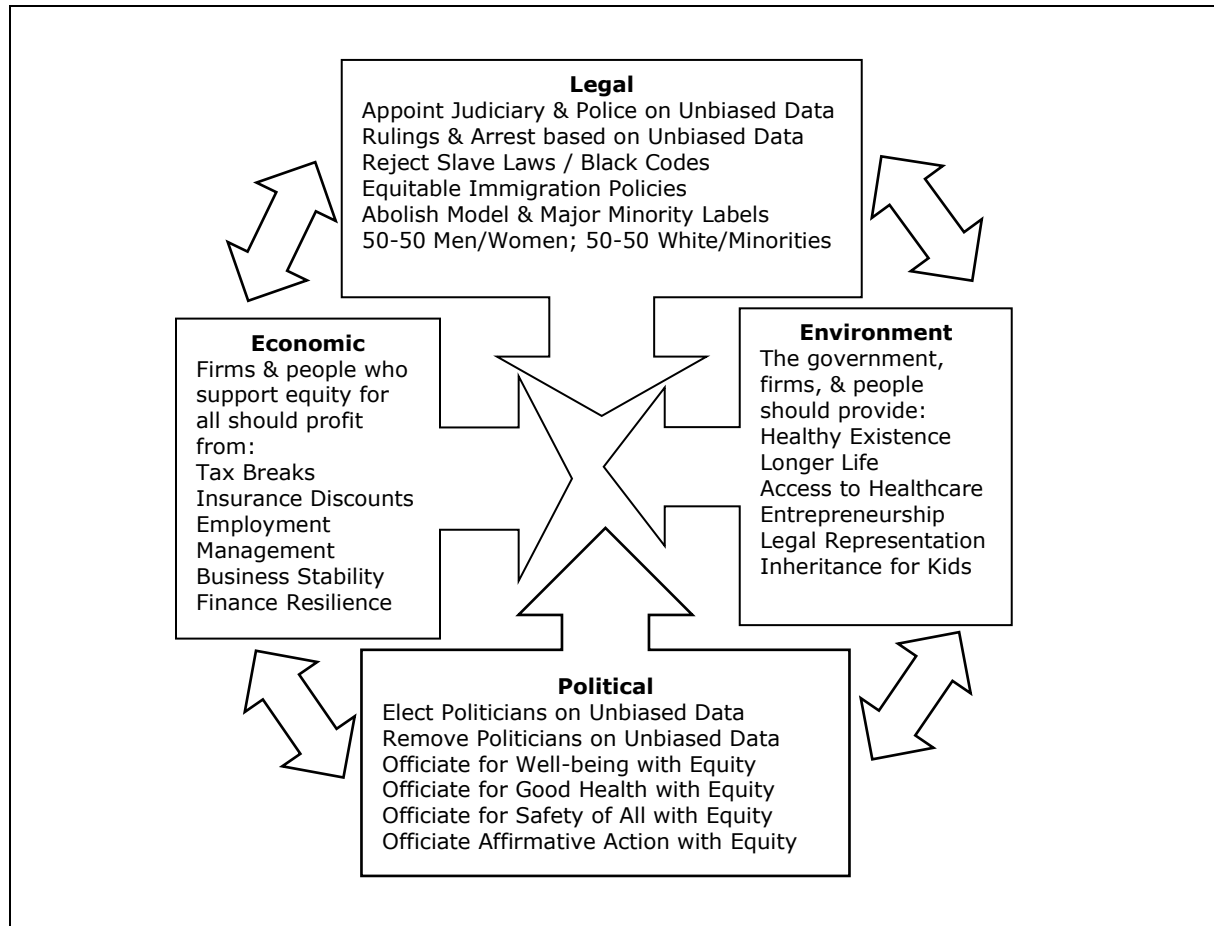 Legal
Appoint Judiciary & Police on Unbiased Data
Rulings & Arrest based on Unbiased Data
Reject Slave Laws / Black Codes
Equitable Immigration Policies
Abolish Model & Major Minority Labels
50-50 Men/Women; 50-50 White/Minorities
Economic
Firms & people who
support equity for
all should profit
from:
Tax Breaks
Insurance Discounts
Employment
Management
Business Stability
Finance Resilience
Environment
The government,
firms, & people
should provide:
Healthy Existence
Longer Life
Access to Healthcare
Entrepreneurship
Legal Representation
Inheritance for Kids
Political
Elect Politicians on Unbiased Data
Remove Politicians on Unbiased Data
Officiate for Well-being with Equity
Officiate for Good Health with Equity
Officiate for Safety of All with Equity
Officiate Affirmative Action with Equity